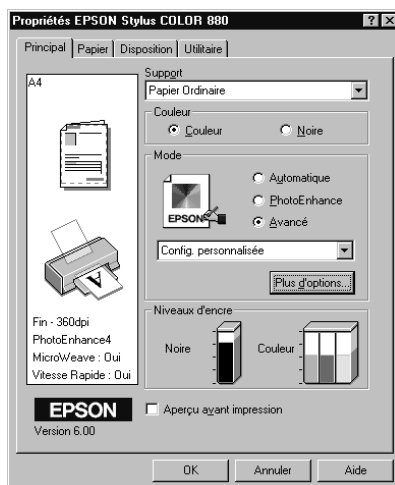 Propriétés EPSON Stylus COLOR 880
Principal Papier Disposition Utilitaire
A4
Support
Papier Ordinaire
Couleur
Couleur Noire
Mode
EPSON
Automatique
PhotoEnhance
Avancé
Config. personnalisée
Plus d'options...
Fin - 360dpi
PhotoEnhance4
MicroWeave : Oui
Vitesse Rapide : Oui
Niveaux d'encre
Noire Couleur
EPSON
Version 6.00
Aperçu avant impression
OK Annuler Aide